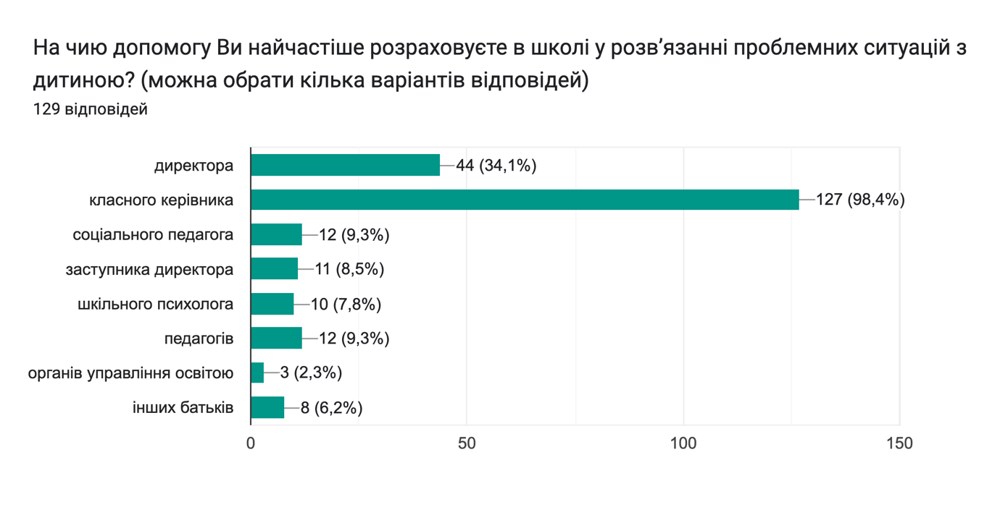 На чию допомогу Ви найчастіше розраховуєте в школі у розв’язанні проблемних ситуацій з
дитиною? (можна обрати кілька варіантів відповідей)
129 відповідей
директора 44 (34,1%)
класного керівника 127 (98,4%)
соціального педагога 12 (9,3%)
заступника директора 11 (8,5%)
шкільного психолога 10 (7,8%)
педагогів 12 (9,3%)
органів управління освітою 3 (2,3%)
інших батьків 8 (6,2%)
0 50 100 150